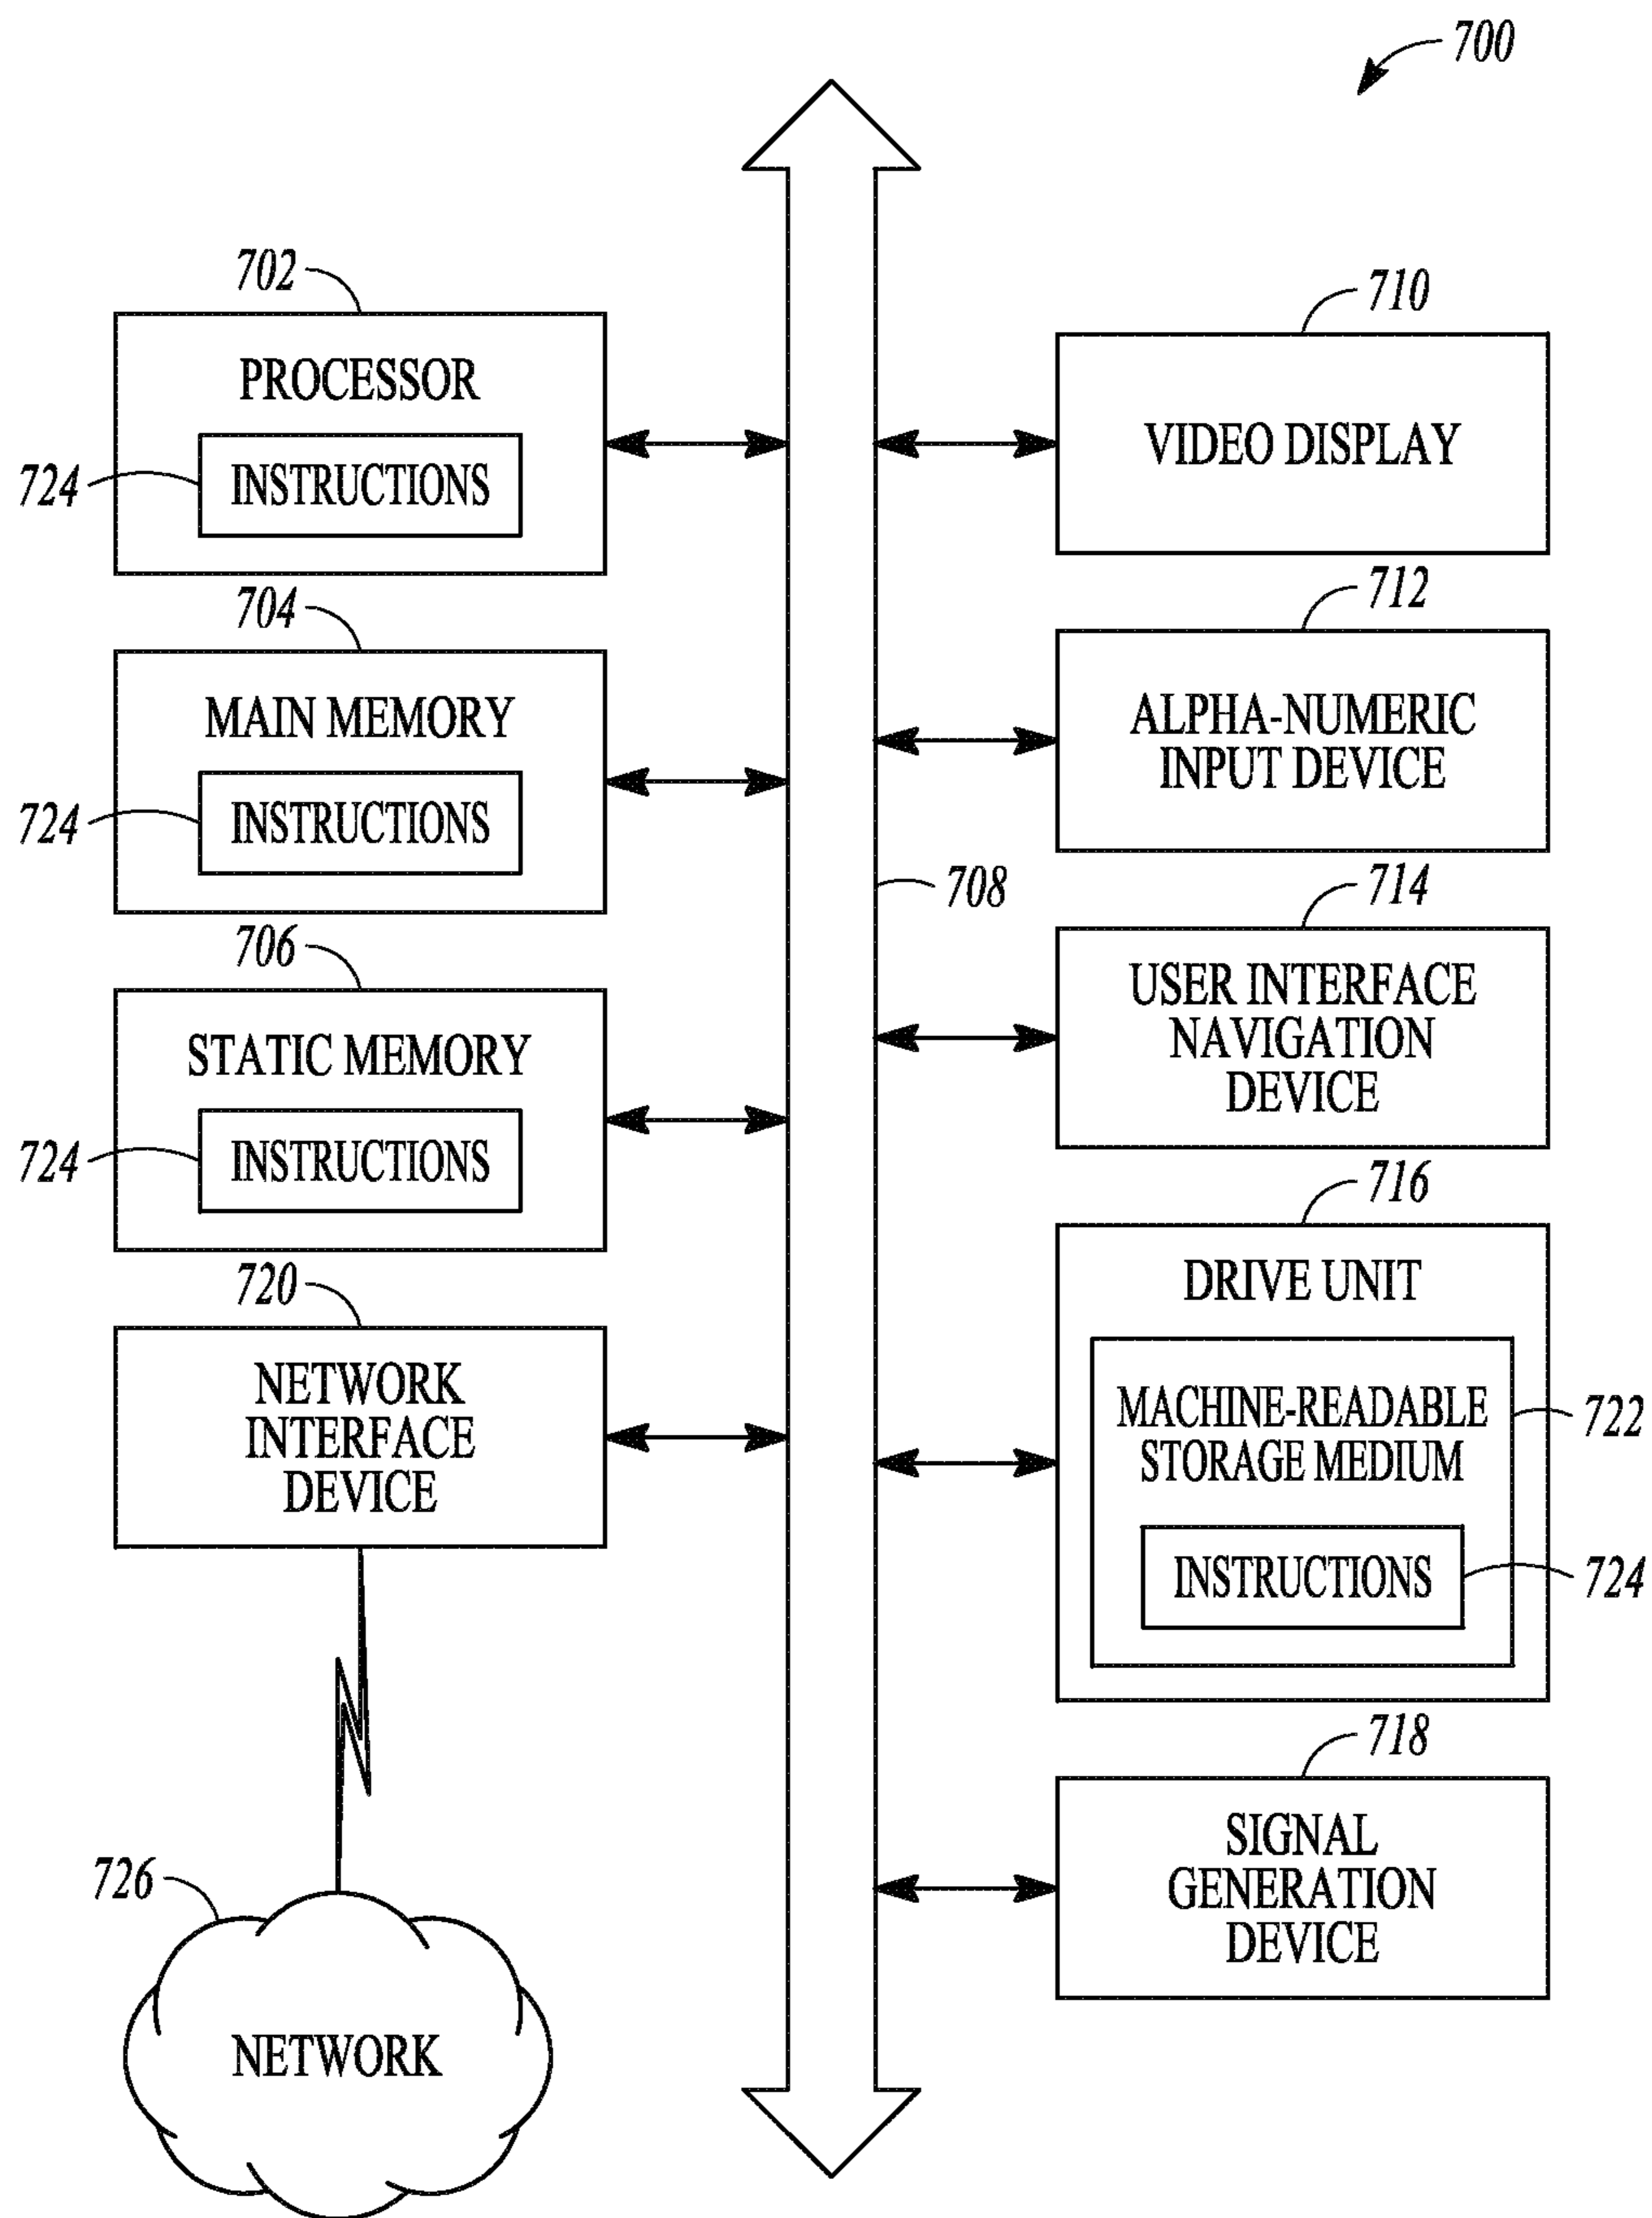 700
702
PROCESSOR
724
INSTRUCTIONS
704
MAIN MEMORY
724
INSTRUCTIONS
706
STATIC MEMORY
724
INSTRUCTIONS
720
NETWORK
INTERFACE
DEVICE
726
NETWORK
708
710
VIDEO DISPLAY
712
ALPHA-NUMERIC
INPUT DEVICE
714
USER INTERFACE
NAVIGATION
DEVICE
716
DRIVE UNIT
MACHINE-READABLE
STORAGE MEDIUM
722
INSTRUCTIONS
724
718
SIGNAL
GENERATION
DEVICE